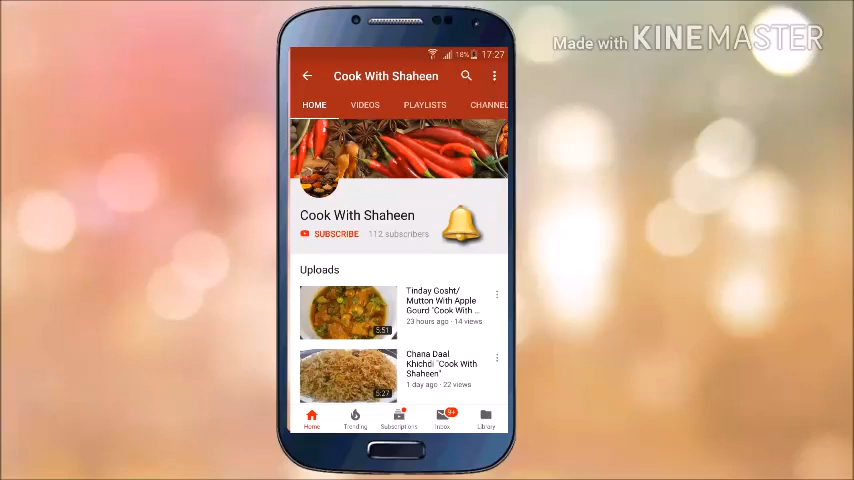 Made with KINEMASTER
18% 17:27
Cook With Shaheen
HOME VIDEOS PLAYLISTS CHANNEL
Cook With Shaheen
SUBSCRIBE 112 subscribers
Uploads
Tinday Gosht/
Mutton With Apple
Gourd "Cook With ...
23 hours ago · 14 views
5:51
Chana Daal
Khichdi "Cook With
Shaheen"
1 day ago · 22 views
5:27
9+
Home Trending Subscriptions Inbox Library